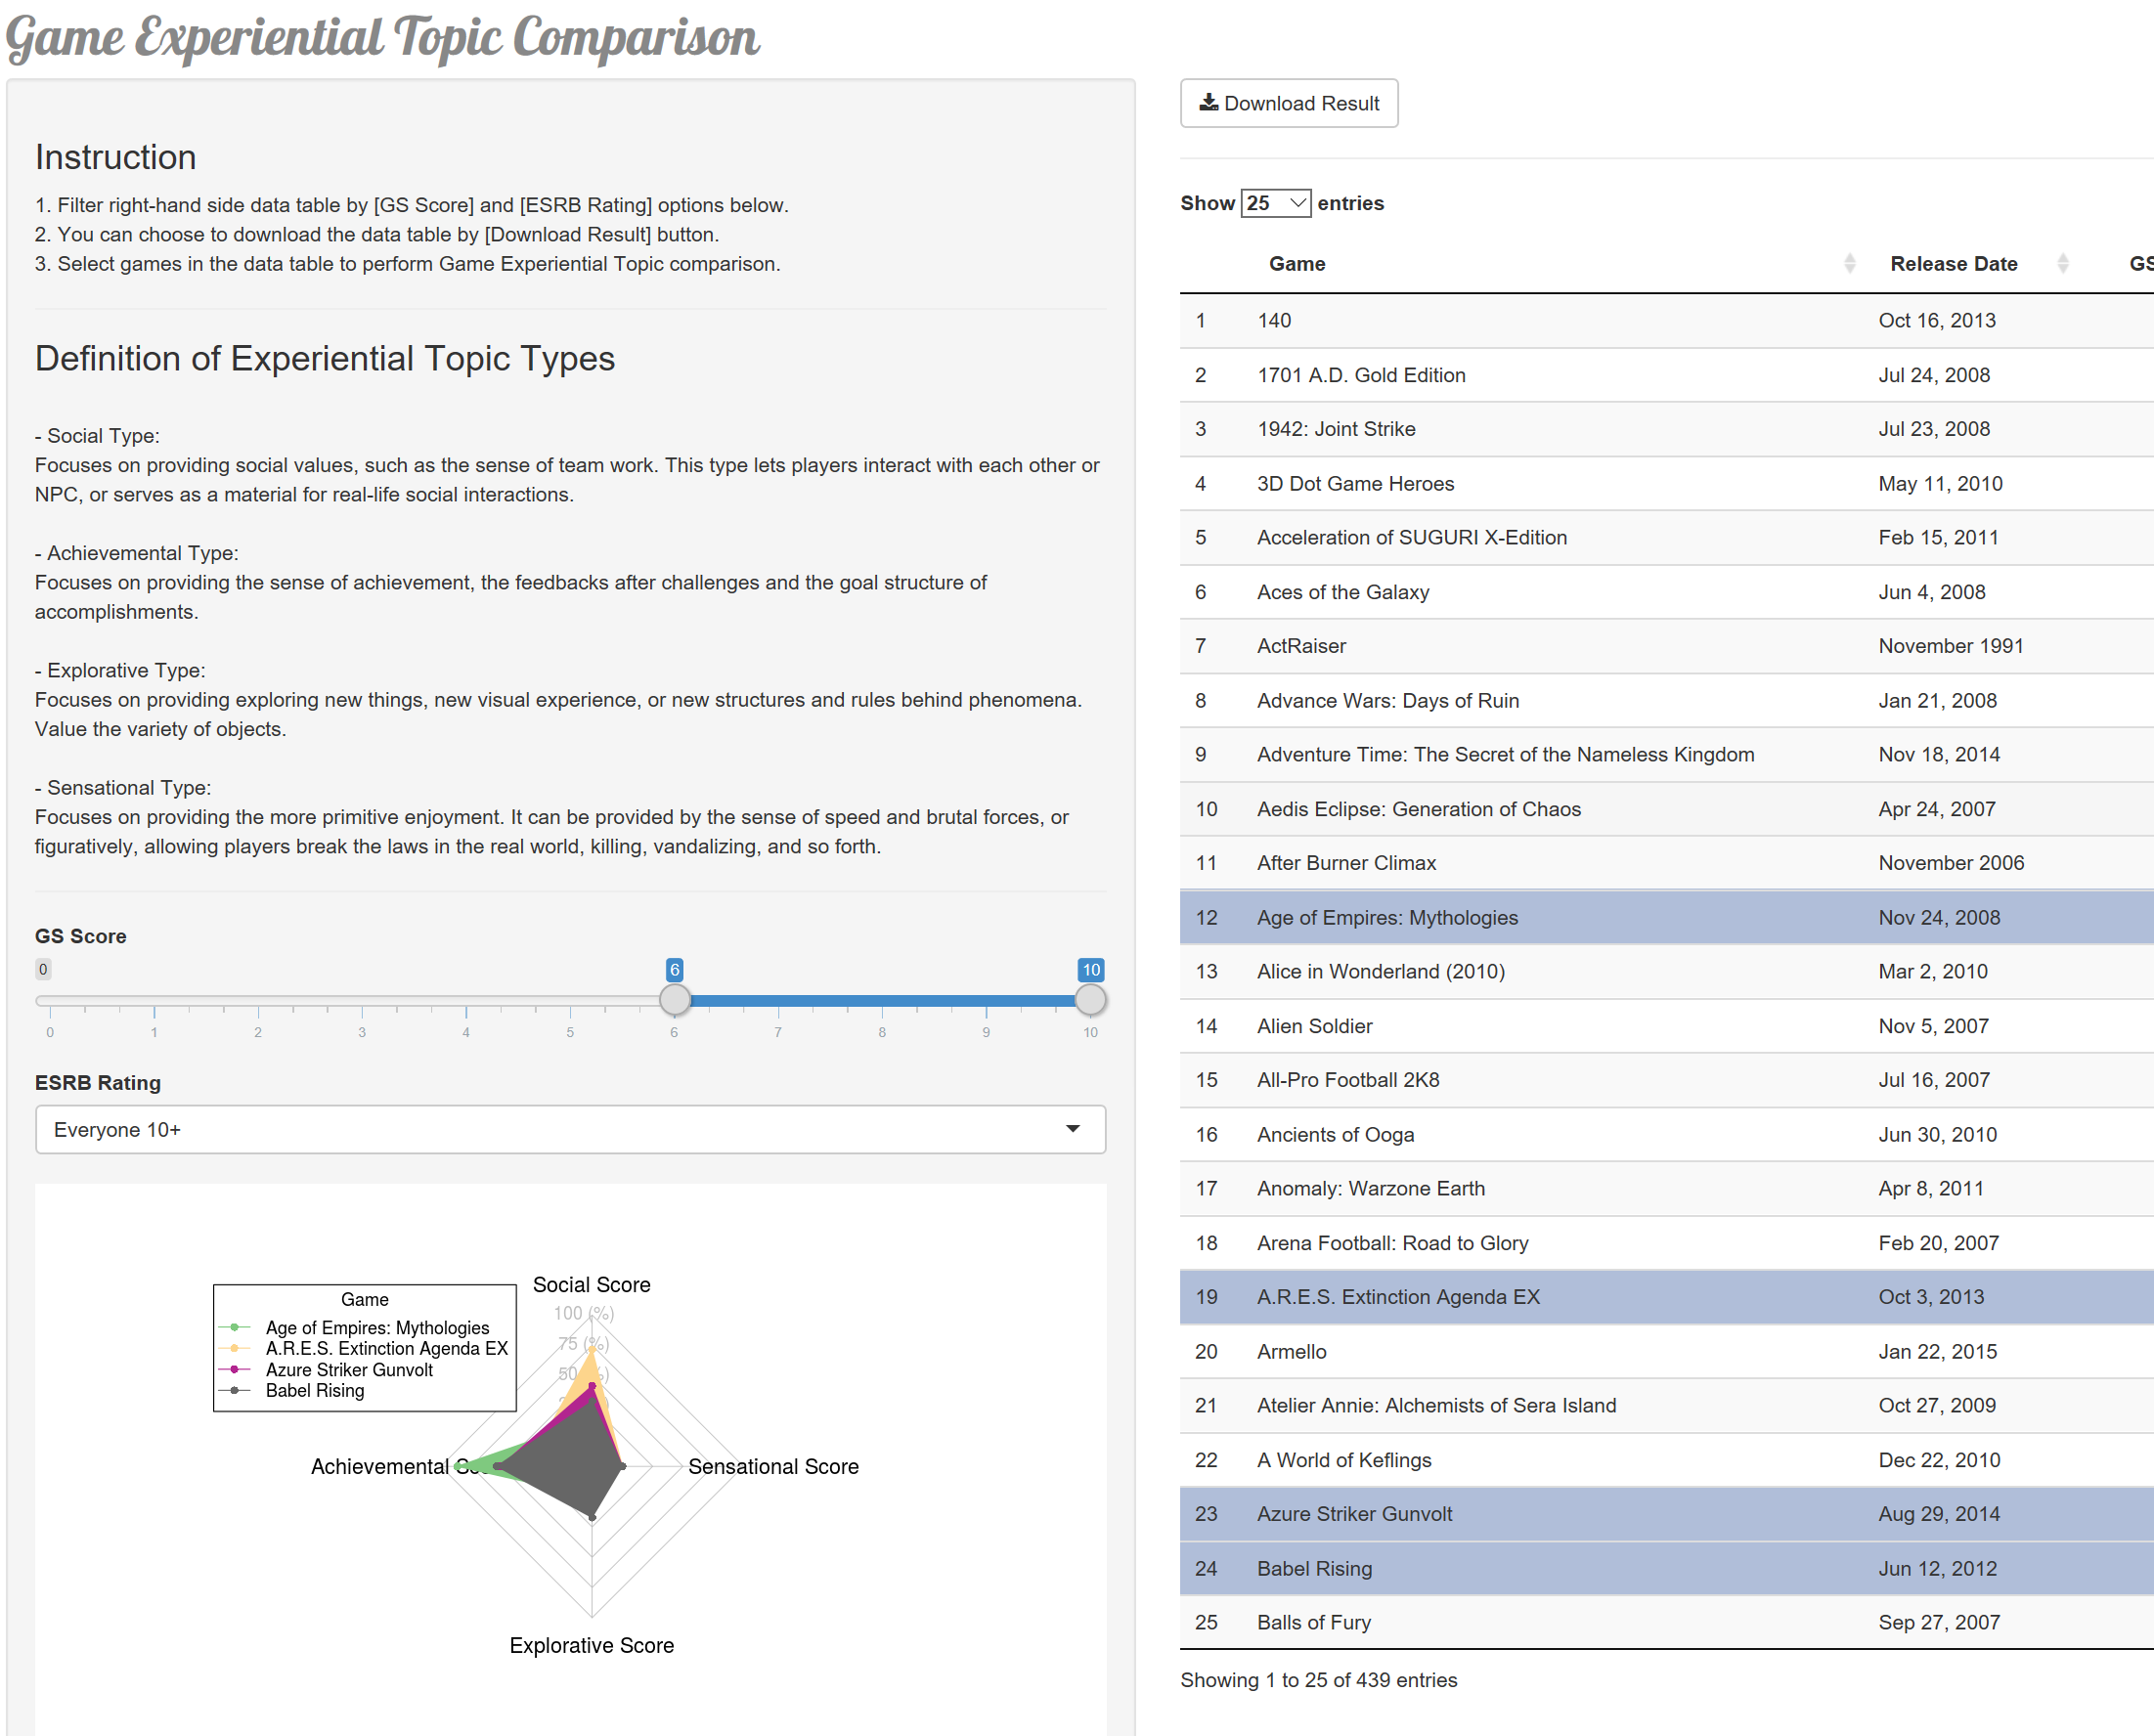 Game Experiential Topic Comparison
Instruction
1. Filter right-hand side data table by [GS Score] and [ESRB Rating] options below.
2. You can choose to download the data table by [Download Result] button.
3. Select games in the data table to perform Game Experiential Topic comparison.
Definition of Experiential Topic Types
- Social Type:
Focuses on providing social values, such as the sense of team work. This type lets players interact with each other or
NPC, or serves as a material for real-life social interactions.
- Achievemental Type:
Focuses on providing the sense of achievement, the feedbacks after challenges and the goal structure of
accomplishments.
- Explorative Type:
Focuses on providing exploring new things, new visual experience, or new structures and rules behind phenomena.
Value the variety of objects.
- Sensational Type:
Focuses on providing the more primitive enjoyment. It can be provided by the sense of speed and brutal forces, or
figuratively, allowing players break the laws in the real world, killing, vandalizing, and so forth.
GS Score
0 6 10
0 1 2 3 4 5 6 7 8 9 10
ESRB Rating
Everyone 10+
Game
Age of Empires: Mythologies
A.R.E.S. Extinction Agenda EX
Azure Striker Gunvolt
Babel Rising
Social Score
100 (%)
75 (%)
50
Achievemental
Sensational Score
Explorative Score
Download Result
Show 25 entries
Game Release Date GS
1 140 Oct 16, 2013
2 1701 A.D. Gold Edition Jul 24, 2008
3 1942: Joint Strike Jul 23, 2008
4 3D Dot Game Heroes May 11, 2010
5 Acceleration of SUGURI X-Edition Feb 15, 2011
6 Aces of the Galaxy Jun 4, 2008
7 ActRaiser November 1991
8 Advance Wars: Days of Ruin Jan 21, 2008
9 Adventure Time: The Secret of the Nameless Kingdom Nov 18, 2014
10 Aedis Eclipse: Generation of Chaos Apr 24, 2007
11 After Burner Climax November 2006
12 Age of Empires: Mythologies Nov 24, 2008
13 Alice in Wonderland (2010) Mar 2, 2010
14 Alien Soldier Nov 5, 2007
15 All-Pro Football 2K8 Jul 16, 2007
16 Ancients of Ooga Jun 30, 2010
17 Anomaly: Warzone Earth Apr 8, 2011
18 Arena Football: Road to Glory Feb 20, 2007
19 A.R.E.S. Extinction Agenda EX Oct 3, 2013
20 Armello Jan 22, 2015
21 Atelier Annie: Alchemists of Sera Island Oct 27, 2009
22 A World of Keflings Dec 22, 2010
23 Azure Striker Gunvolt Aug 29, 2014
24 Babel Rising Jun 12, 2012
25 Balls of Fury Sep 27, 2007
Showing 1 to 25 of 439 entries